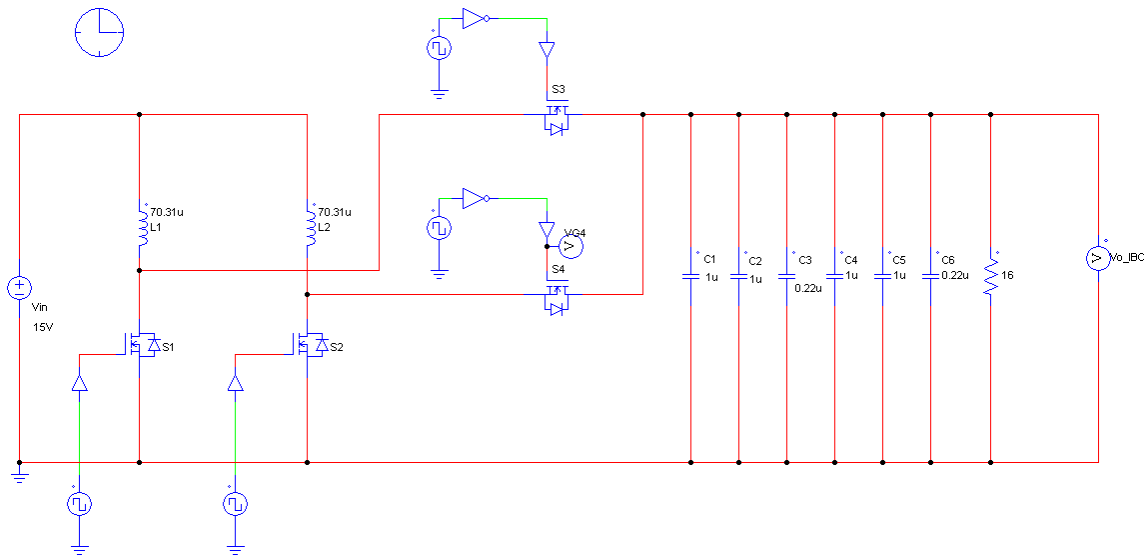 S3
70.31u
L1
70.31u
L2
VG4
S4
C1
1u
C2
1u
C3
0.22u
C4
1u
C5
1u
C6
0.22u
16
Vo_IBC
Vin
15V
S1
S2
V
V